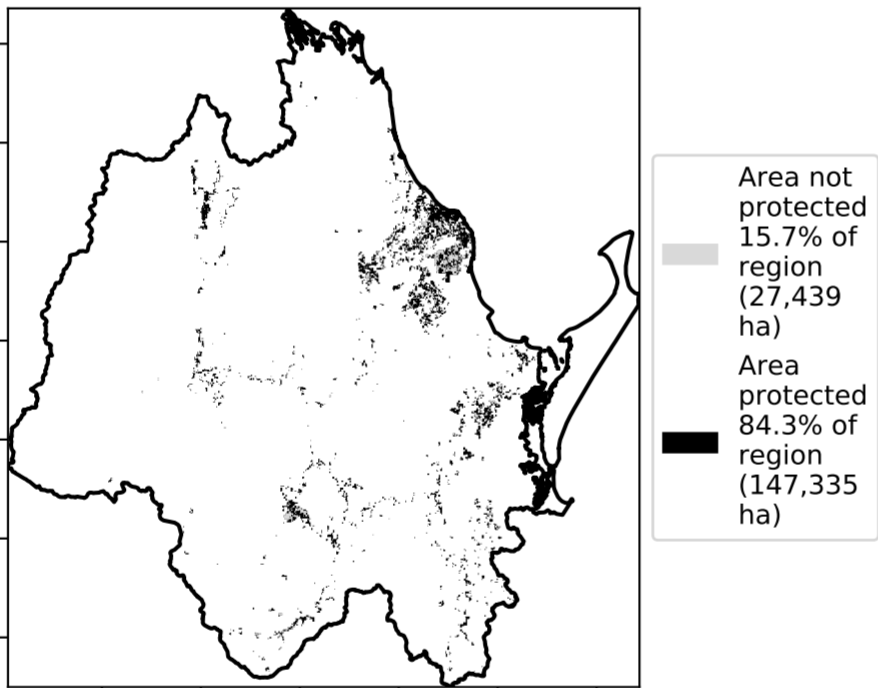 Area not
protected
15.7% of
region
(27,439
ha)
Area
protected
84.3% of
region
(147,335
ha)